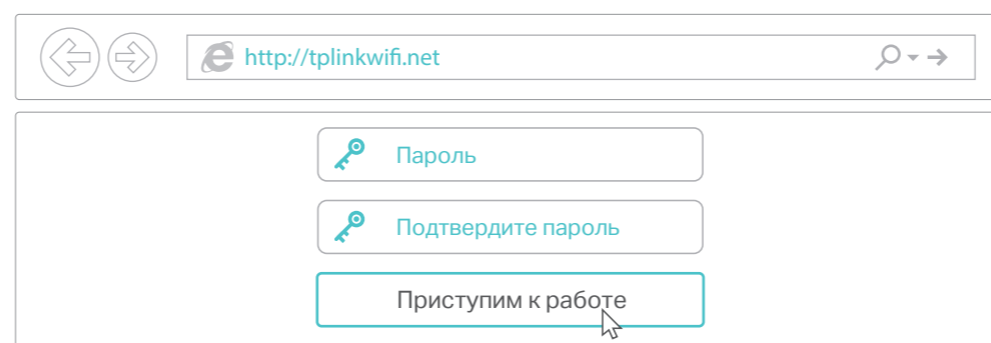 http://tplinkwifi.net
Пароль
Подтвердите пароль
Приступим к работе